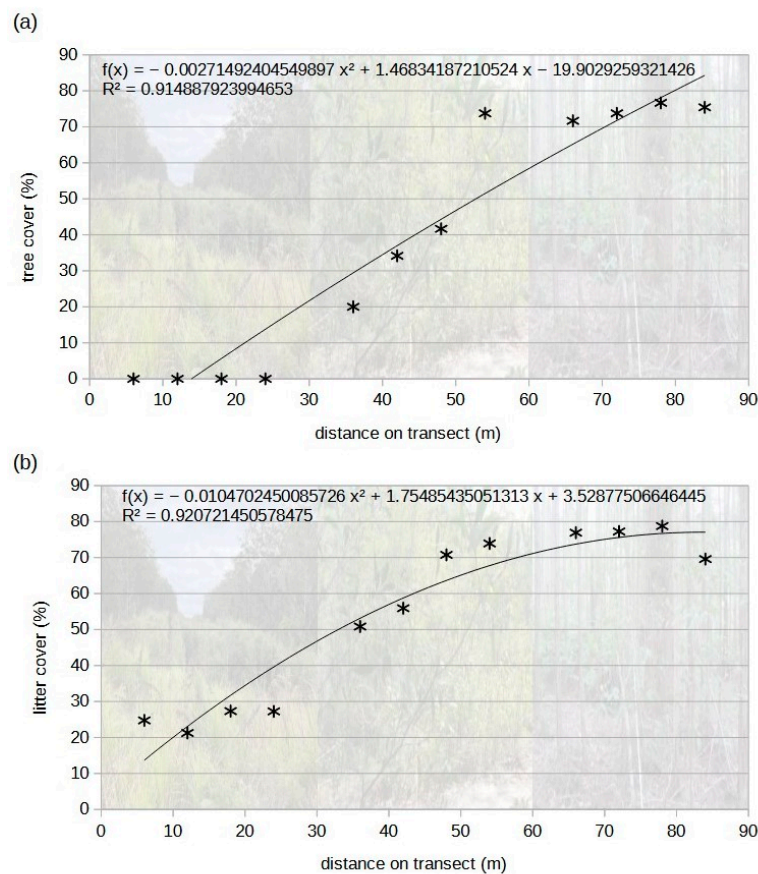 (a)
90
80
70
60
50
40
30
20
10
0
tree cover (%)
f(x) = − 0.00271492404549897 x² + 1.46834187210524 x − 19.9029259321426
R² = 0.914887923994653
0 10 20 30 40 50 60 70 80 90
distance on transect (m)
(b)
90
80
70
60
50
40
30
20
10
0
litter cover (%)
f(x) = − 0.0104702450085726 x² + 1.75485435051313 x + 3.52877506646445
R² = 0.920721450578475
0 10 20 30 40 50 60 70 80 90
distance on transect (m)